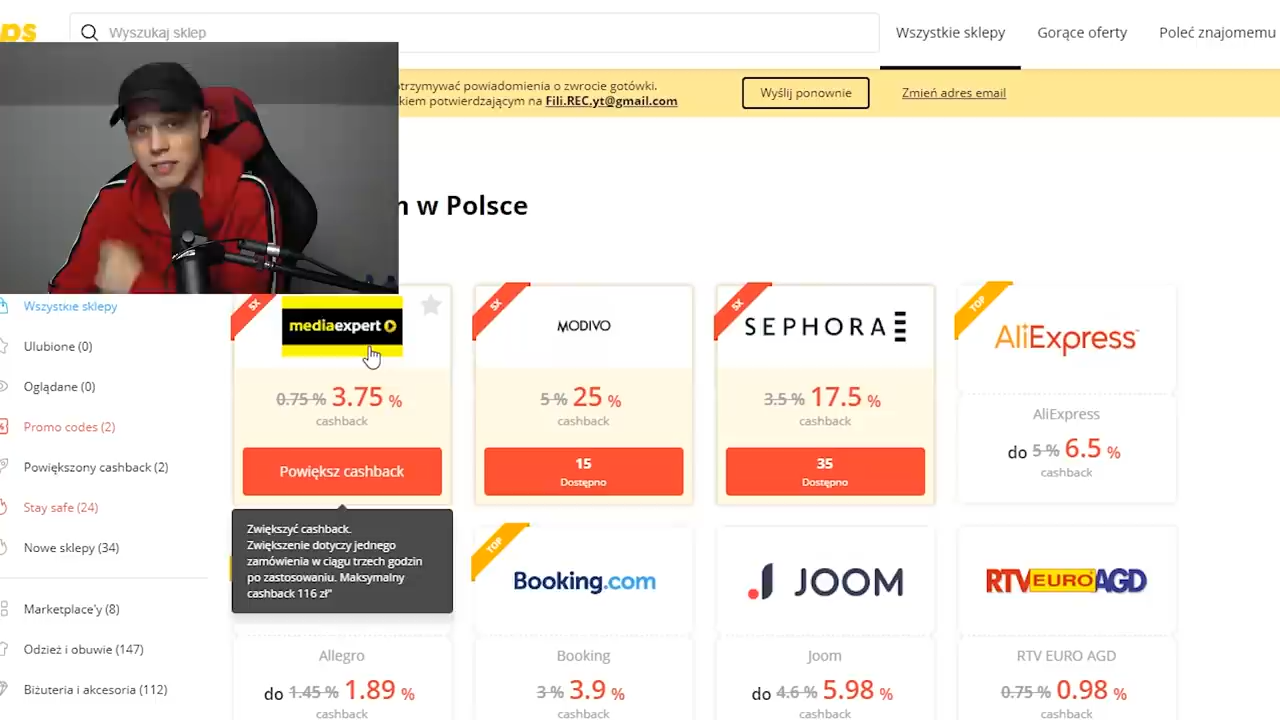 ps
Wyszukaj sklep
Wszystkie sklepy
Gorące oferty
Poleć znajomemu
otrzymywać powiadomienia o zwrocie gotówki.
kiem potwierdzającym na Fili.REC.yt@gmail.com
Wyślij ponownie
Zmień adres email
w Polsce
Wszystkie sklepy
Ulubione (0)
Oglądane (0)
Promo codes (2)
Powiększony cashback (2)
Stay safe (24)
Nowe sklepy (34)
Marketplace'y (8)
Odzież i obuwie (147)
Biżuteria i akcesoria (112)
5X
mediaexpert
0.75 % 3.75 %
cashback
Powiększ cashback
Zwiększyć cashback.
Zwiększenie dotyczy jednego
zamówienia w ciągu trzech godzin
po zastosowaniu. Maksymalny
cashback 116 zł"
5X
MODIVO
5 % 25 %
cashback
15
Dostępno
5X
SEPHORA
3.5 % 17.5 %
cashback
35
Dostępno
TOP
AliExpress
AliExpress
do 5 % 6.5 %
cashback
Allegro
do 1.45 % 1.89 %
cashback
TOP
Booking.com
Booking
3 % 3.9 %
cashback
JOOM
Joom
do 4.6 % 5.98 %
cashback
RTV EURO AGD
RTV EURO AGD
0.75 % 0.98 %
cashback